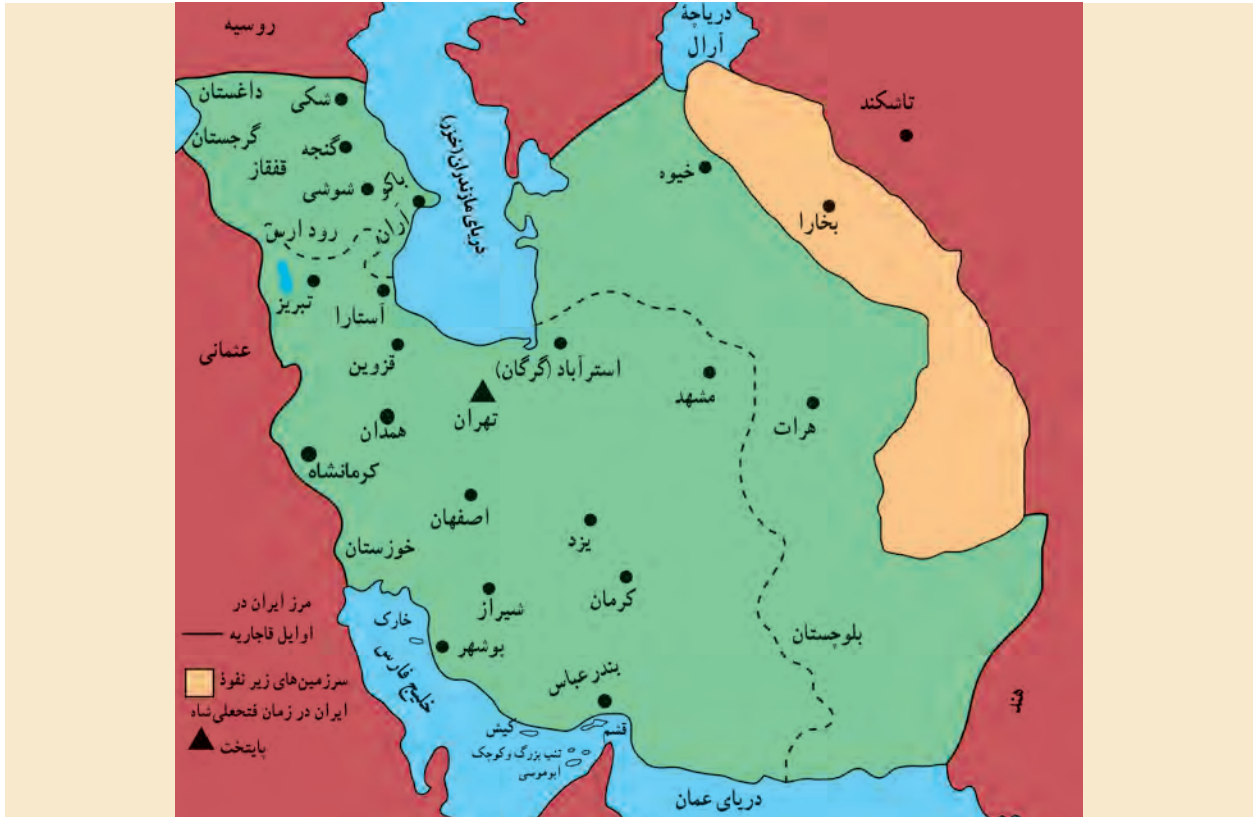 روسیه
دریاچهٔ
آرال
داغستان
شکی
تاشکند
گرجستان
گنجه
قفقاز
دریای مازندران (خزر)
خیوه
شوشی
باکو
بخارا
اران
رود ارس
تبریز
آستارا
عثمانی
قزوین
استرآباد (گرگان)
مشهد
تهران
هرات
همدان
کرمانشاه
اصفهان
یزد
خوزستان
کرمان
شیراز
خارک
بوشهر
بلوچستان
خلیج فارس
بندرعباس
هند
کیش
قشم
تنب بزرگ و کوچک
ابوموسی
دریای عمان
مرز ایران در
اوایل قاجاریه
سرزمین‌های زیر نفوذ
ایران در زمان فتحعلی‌شاه
پایتخت